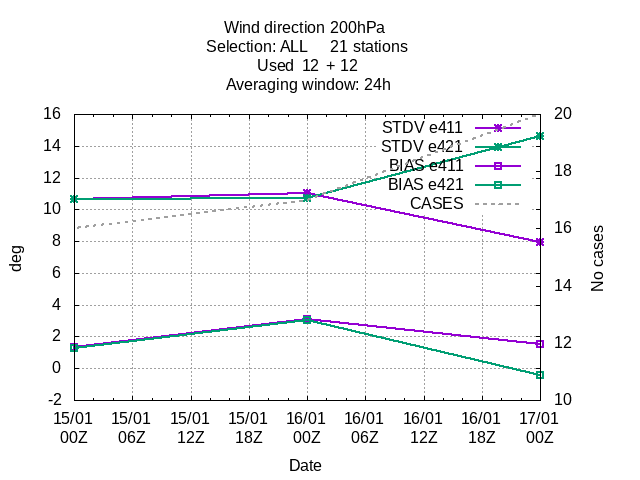 Wind direction 200hPa
Selection: ALL 21 stations
Used 12 + 12
Averaging window: 24h
16
14
12
10
8
6
4
2
0
-2
deg
20
18
16
14
12
10
No cases
STDV e411
STDV e421
BIAS e411
BIAS e421
CASES
15/01 15/01 15/01 15/01 16/01 16/01 16/01 16/01 17/01
00Z 06Z 12Z 18Z 00Z 06Z 12Z 18Z 00Z
Date